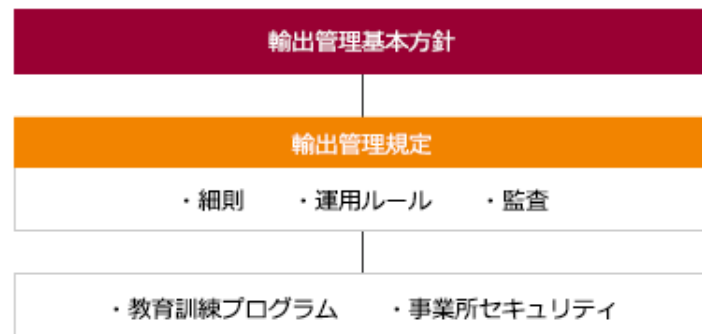 輸出管理基本方針
輸出管理規定
・細則 ・運用ルール ・監査
・教育訓練プログラム ・事業所セキュリティ